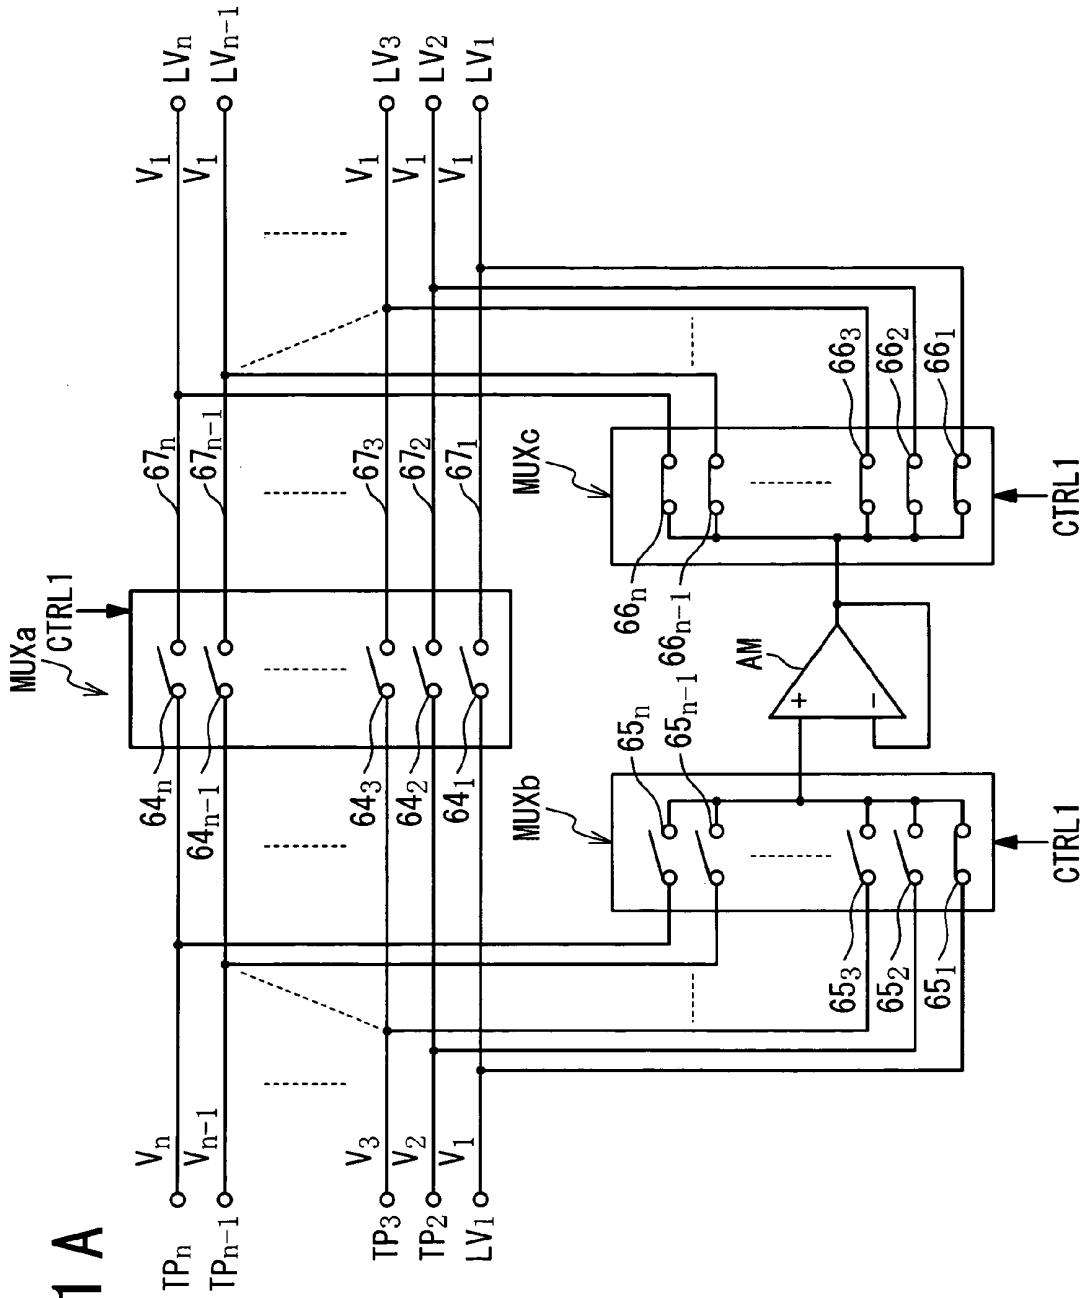 1 A
MUXa
CTRL1
TPn
Vn
64n
67n
V1
LVn
TPn-1
Vn-1
64n-1
67n-1
V1
LVn-1
TP3
V3
643
673
V1
LV3
TP2
V2
642
672
V1
LV2
LV1
V1
641
671
V1
LV1
MUXb
65n
65n-1
653
652
651
CTRL1
AM
+
−
MUXc
66n
66n-1
663
662
661
CTRL1